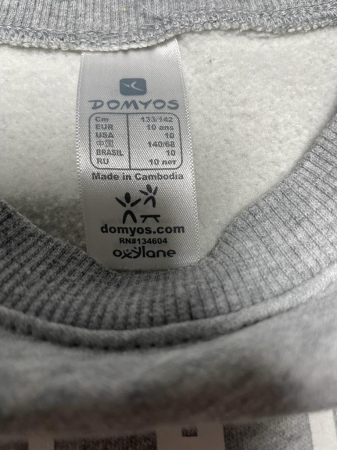 DOMYOS
Cm 133/142
EUR 10 ans
USA 10
中国 140/68
BRASIL 10
RU 10 лет
Made in Cambodia
domyos.com
RN#134604
oxylane